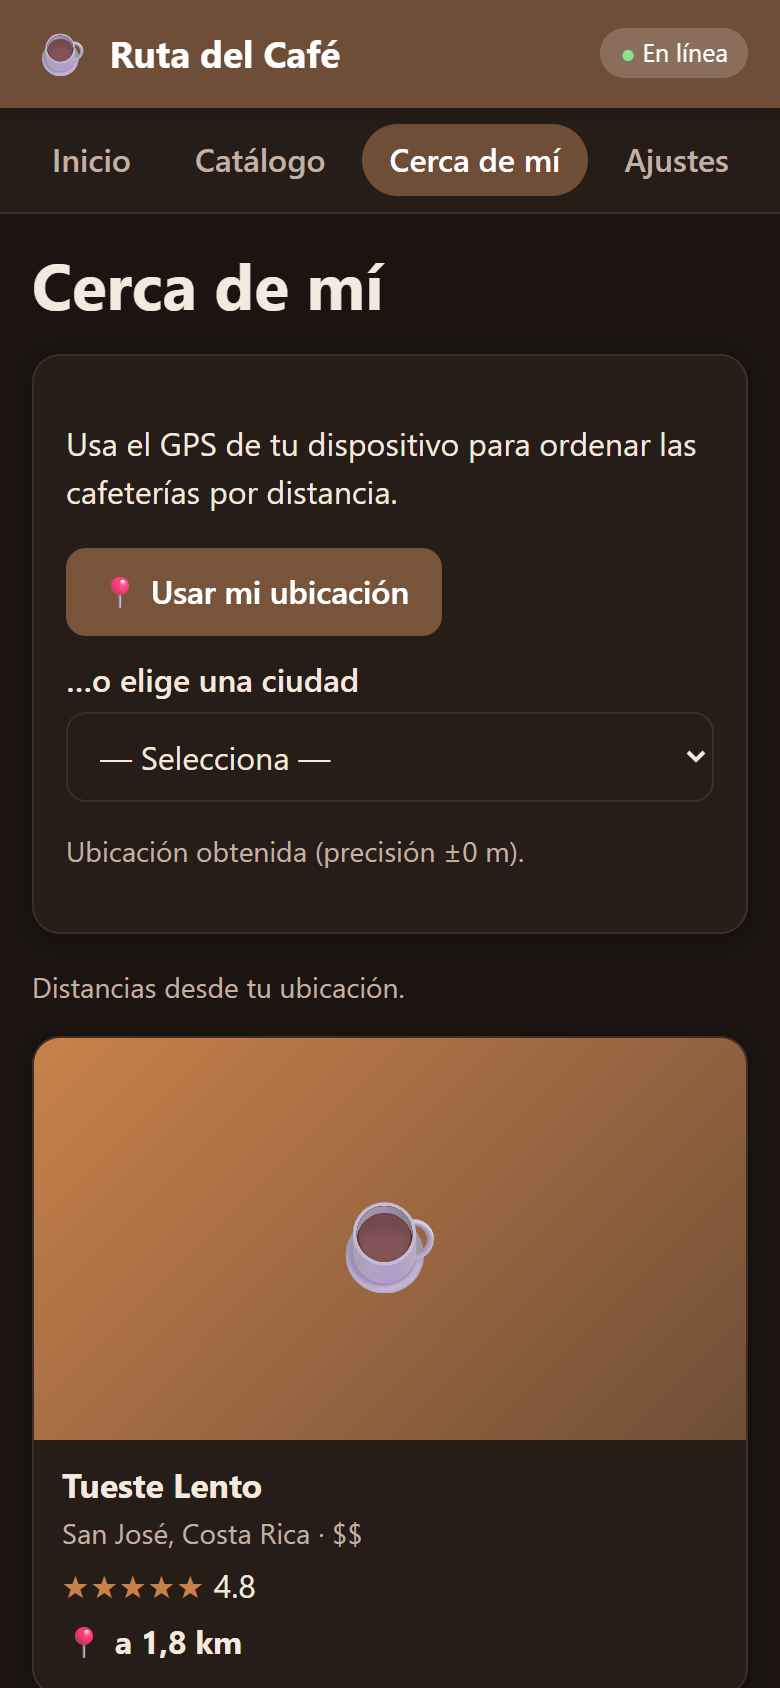 Ruta del Café
En línea
Inicio
Catálogo
Cerca de mí
Ajustes
Cerca de mí
Usa el GPS de tu dispositivo para ordenar las
cafeterías por distancia.
Usar mi ubicación
…o elige una ciudad
— Selecciona —
Ubicación obtenida (precisión ±0 m).
Distancias desde tu ubicación.
Tueste Lento
San José, Costa Rica · $$
★★★★★ 4.8
a 1,8 km